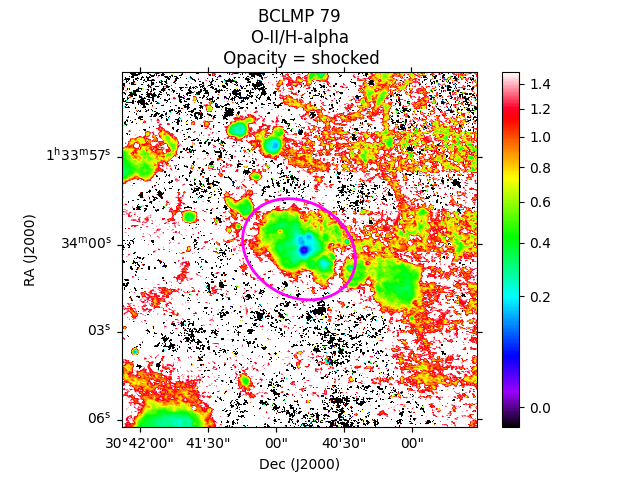 BCLMP 79
O-II/H-alpha
Opacity = shocked
1ʰ33ᵐ57ˢ
34ᵐ00ˢ
03ˢ
06ˢ
RA (J2000)
30°42'00" 41'30" 00" 40'30" 00"
Dec (J2000)
1.4
1.2
1.0
0.8
0.6
0.4
0.2
0.0